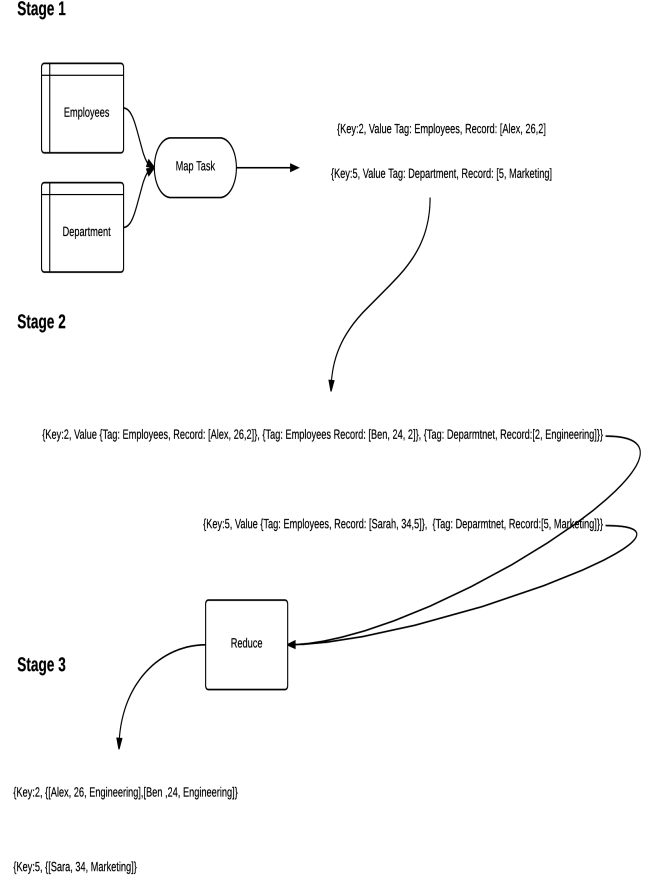 Stage 1
Employees
Map Task
Department
{Key:2, Value Tag: Employees, Record: [Alex, 26,2]
{Key:5, Value Tag: Department, Record: [5, Marketing]
Stage 2
{Key:2, Value {Tag: Employees, Record: [Alex, 26,2]}, {Tag: Employees Record: [Ben, 24, 2]}, {Tag: Deparmtnet, Record:[2, Engineering]}}
{Key:5, Value {Tag: Employees, Record: [Sarah, 34,5]},  {Tag: Deparmtnet, Record:[5, Marketing]}}
Reduce
Stage 3
{Key:2, {[Alex, 26, Engineering],[Ben ,24, Engineering]}
{Key:5, {[Sara, 34, Marketing]}